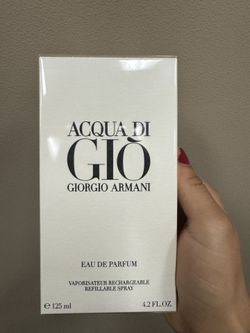 ACQUA DI
GIÒ
GIORGIO ARMANI
EAU DE PARFUM
VAPORISATEUR RECHARGEABLE
REFILLABLE SPRAY
℮ 125 ml 4.2 FL. OZ.